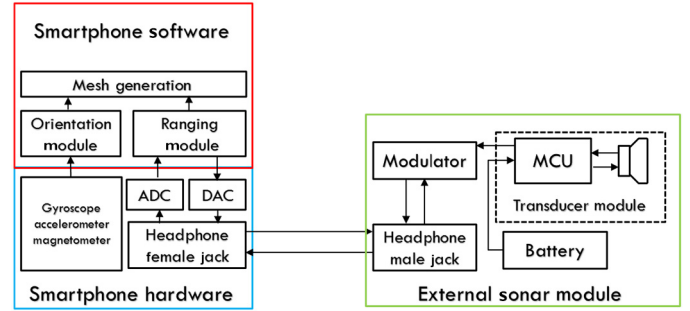 Smartphone software
Mesh generation
Orientation
module
Ranging
module
Gyroscope
accelerometer
magnetometer
ADC
DAC
Headphone
female jack
Smartphone hardware
Modulator
MCU
Transducer module
Headphone
male jack
Battery
External sonar module